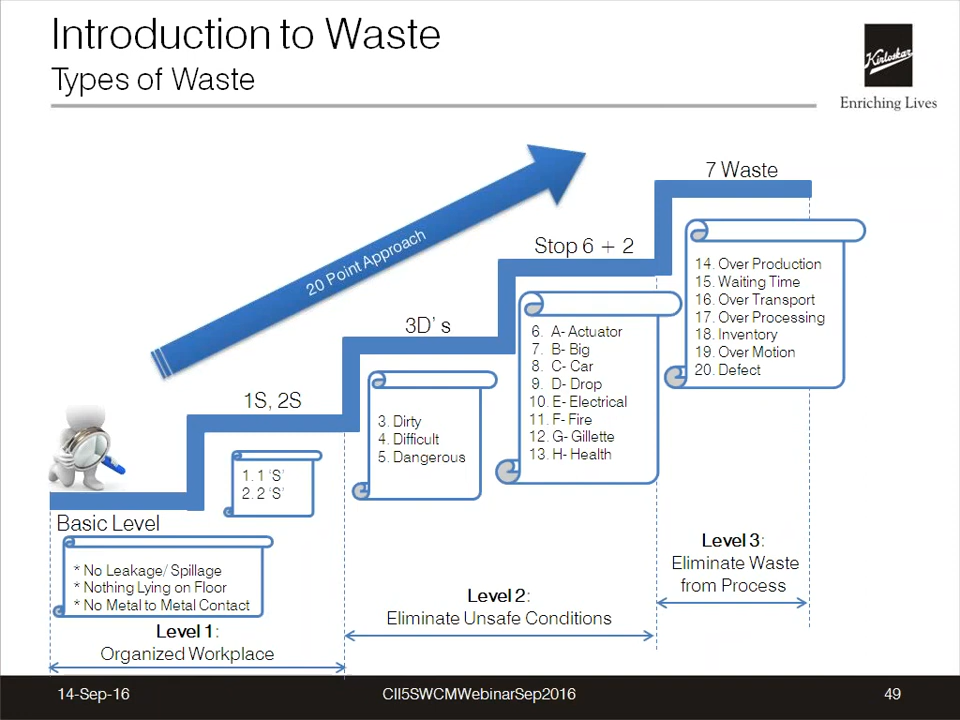 Introduction to Waste
Types of Waste
Kirloskar
Enriching Lives
20 Point Approach
7 Waste
14. Over Production
15. Waiting Time
16. Over Transport
17. Over Processing
18. Inventory
19. Over Motion
20. Defect
Stop 6 + 2
6. A- Actuator
7. B- Big
8. C- Car
9. D- Drop
10. E- Electrical
11. F- Fire
12. G- Gillette
13. H- Health
3D’ s
3. Dirty
4. Difficult
5. Dangerous
1S, 2S
1. 1 ‘S’
2. 2 ‘S’
Basic Level
* No Leakage/ Spillage
* Nothing Lying on Floor
* No Metal to Metal Contact
Level 1:
Organized Workplace
Level 2:
Eliminate Unsafe Conditions
Level 3:
Eliminate Waste
from Process
14-Sep-16
CII5SWCMWebinarSep2016
49